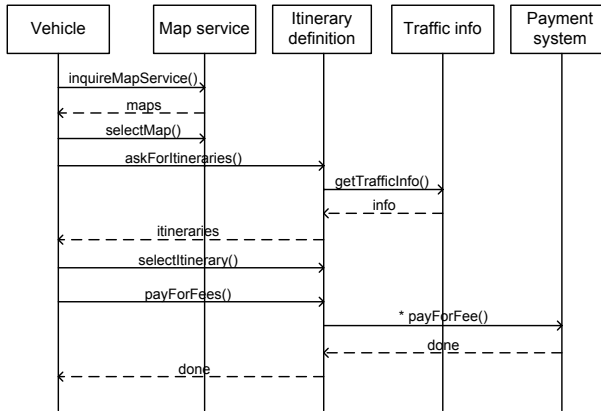 Vehicle
Map service
Itinerary
definition
Traffic info
Payment
system
inquireMapService()
maps
selectMap()
askForItineraries()
getTrafficInfo()
info
itineraries
selectItinerary()
payForFees()
* payForFee()
done
done